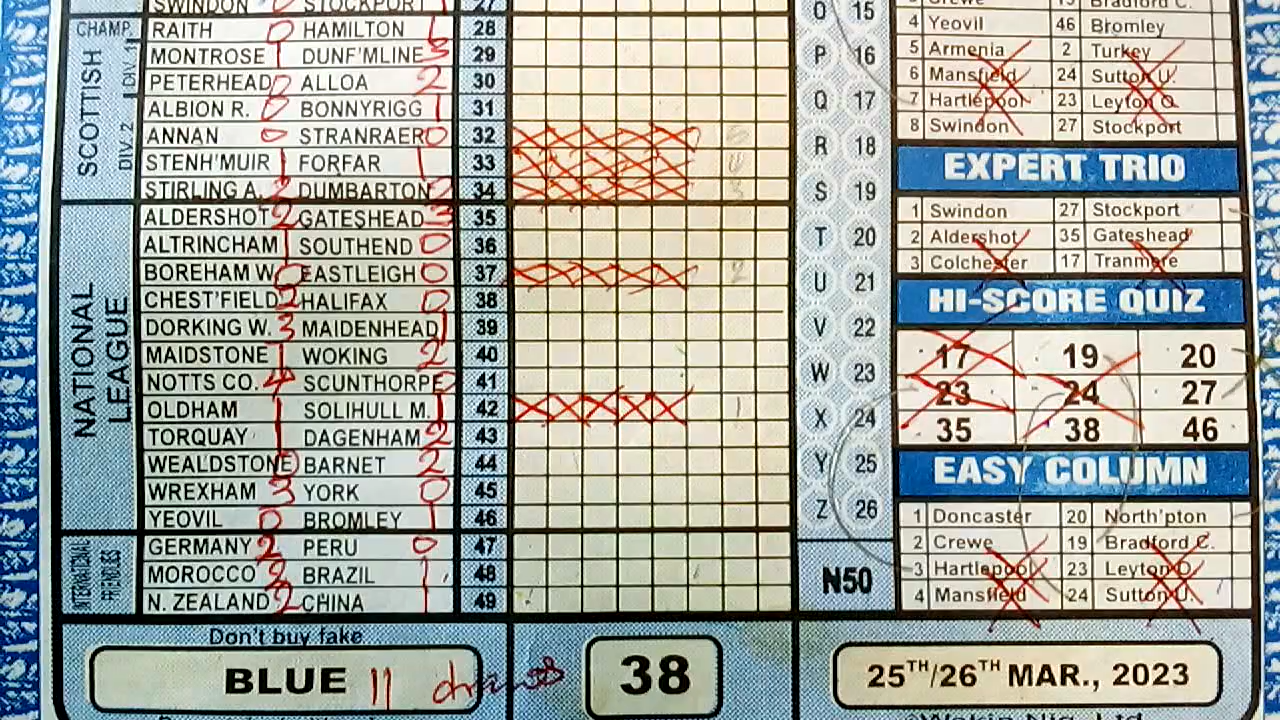 SWINDON 0 STOCKPORT 1 27
CHAMP. RAITH 0 HAMILTON 28
MONTROSE 1 DUNF'MLINE 3 29
PETERHEAD 0 ALLOA 2 30
ALBION R. 0 BONNYRIGG 1 31
ANNAN 0 STRANRAER 0 32
STENH'MUIR 1 FORFAR 1 33
STIRLING A. 2 DUMBARTON 2 34
SCOTTISH
DIV. 1
DIV. 2
ALDERSHOT 2 GATESHEAD 3 35
ALTRINCHAM 1 SOUTHEND 0 36
BOREHAM W. 0 EASTLEIGH 0 37
CHEST'FIELD 2 HALIFAX 0 38
DORKING W. 3 MAIDENHEAD 1 39
MAIDSTONE 1 WOKING 2 40
NOTTS CO. 4 SCUNTHORPE 41
OLDHAM 1 SOLIHULL M. 1 42
TORQUAY 1 DAGENHAM 2 43
WEALDSTONE 0 BARNET 2 44
WREXHAM 3 YORK 0 45
YEOVIL 0 BROMLEY 1 46
NATIONAL
LEAGUE
GERMANY 2 PERU 0 47
MOROCCO 2 BRAZIL 1 48
N. ZEALAND 2 CHINA 1 49
INTERNATIONAL
FRIENDLIES
O 15
P 16
Q 17
R 18
S 19
T 20
U 21
V 22
W 23
X 24
Y 25
Z 26
N50
3 Crewe 19 Bradford C.
4 Yeovil 46 Bromley
5 Armenia 2 Turkey
6 Mansfield 24 Sutton U.
7 Hartlepool 23 Leyton O.
8 Swindon 27 Stockport
EXPERT TRIO
1 Swindon 27 Stockport
2 Aldershot 35 Gateshead
3 Colchester 17 Tranmere
HI-SCORE QUIZ
17 19 20
23 24 27
35 38 46
EASY COLUMN
1 Doncaster 20 North'pton
2 Crewe 19 Bradford C.
3 Hartlepool 23 Leyton O.
4 Mansfield 24 Sutton U.
Don't buy fake
BLUE 11 draws
38
25TH/26TH MAR., 2023